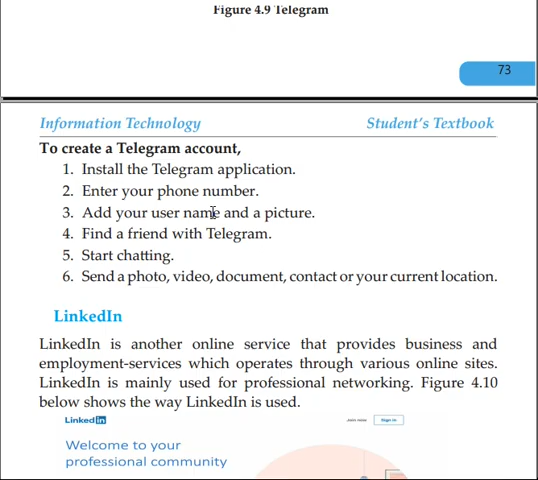 Figure 4.9 Telegram
73
Information Technology Student's Textbook
To create a Telegram account,
1. Install the Telegram application.
2. Enter your phone number.
3. Add your user name and a picture.
4. Find a friend with Telegram.
5. Start chatting.
6. Send a photo, video, document, contact or your current location.
LinkedIn
LinkedIn is another online service that provides business and
employment-services which operates through various online sites.
LinkedIn is mainly used for professional networking. Figure 4.10
below shows the way LinkedIn is used.
LinkedIn Join now Sign in
Welcome to your
professional community